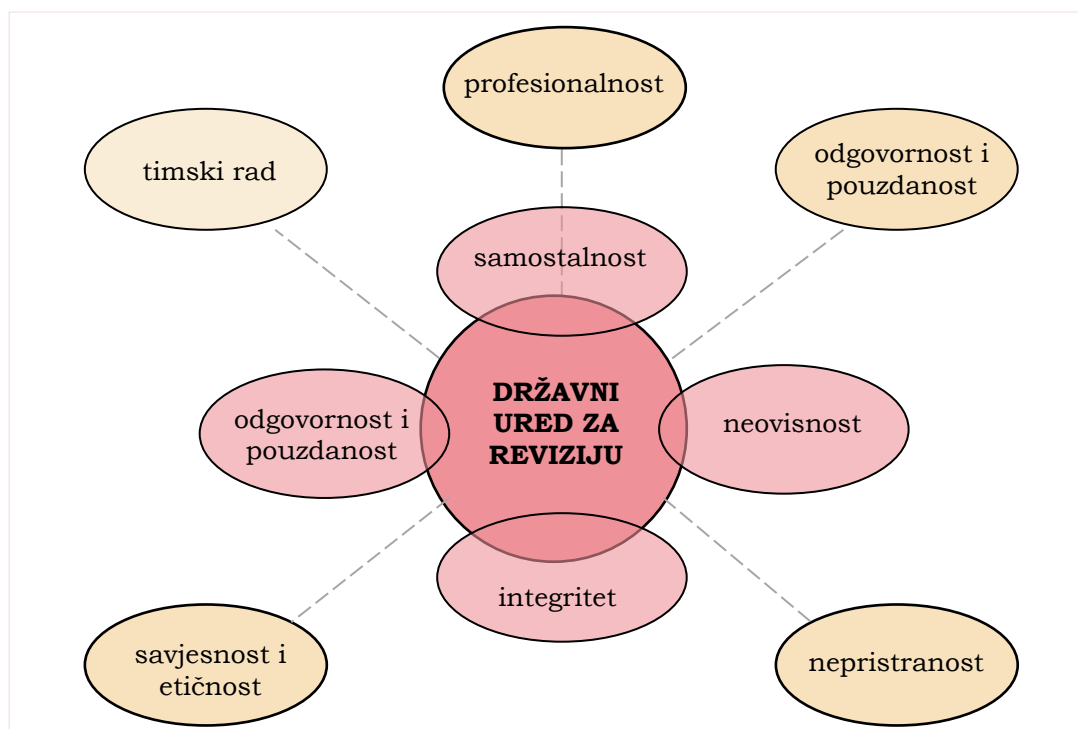 profesionalnost
timski rad
odgovornost i
pouzdanost
samostalnost
DRŽAVNI
URED ZA
REVIZIJU
odgovornost i
pouzdanost
neovisnost
integritet
savjesnost i
etičnost
nepristranost